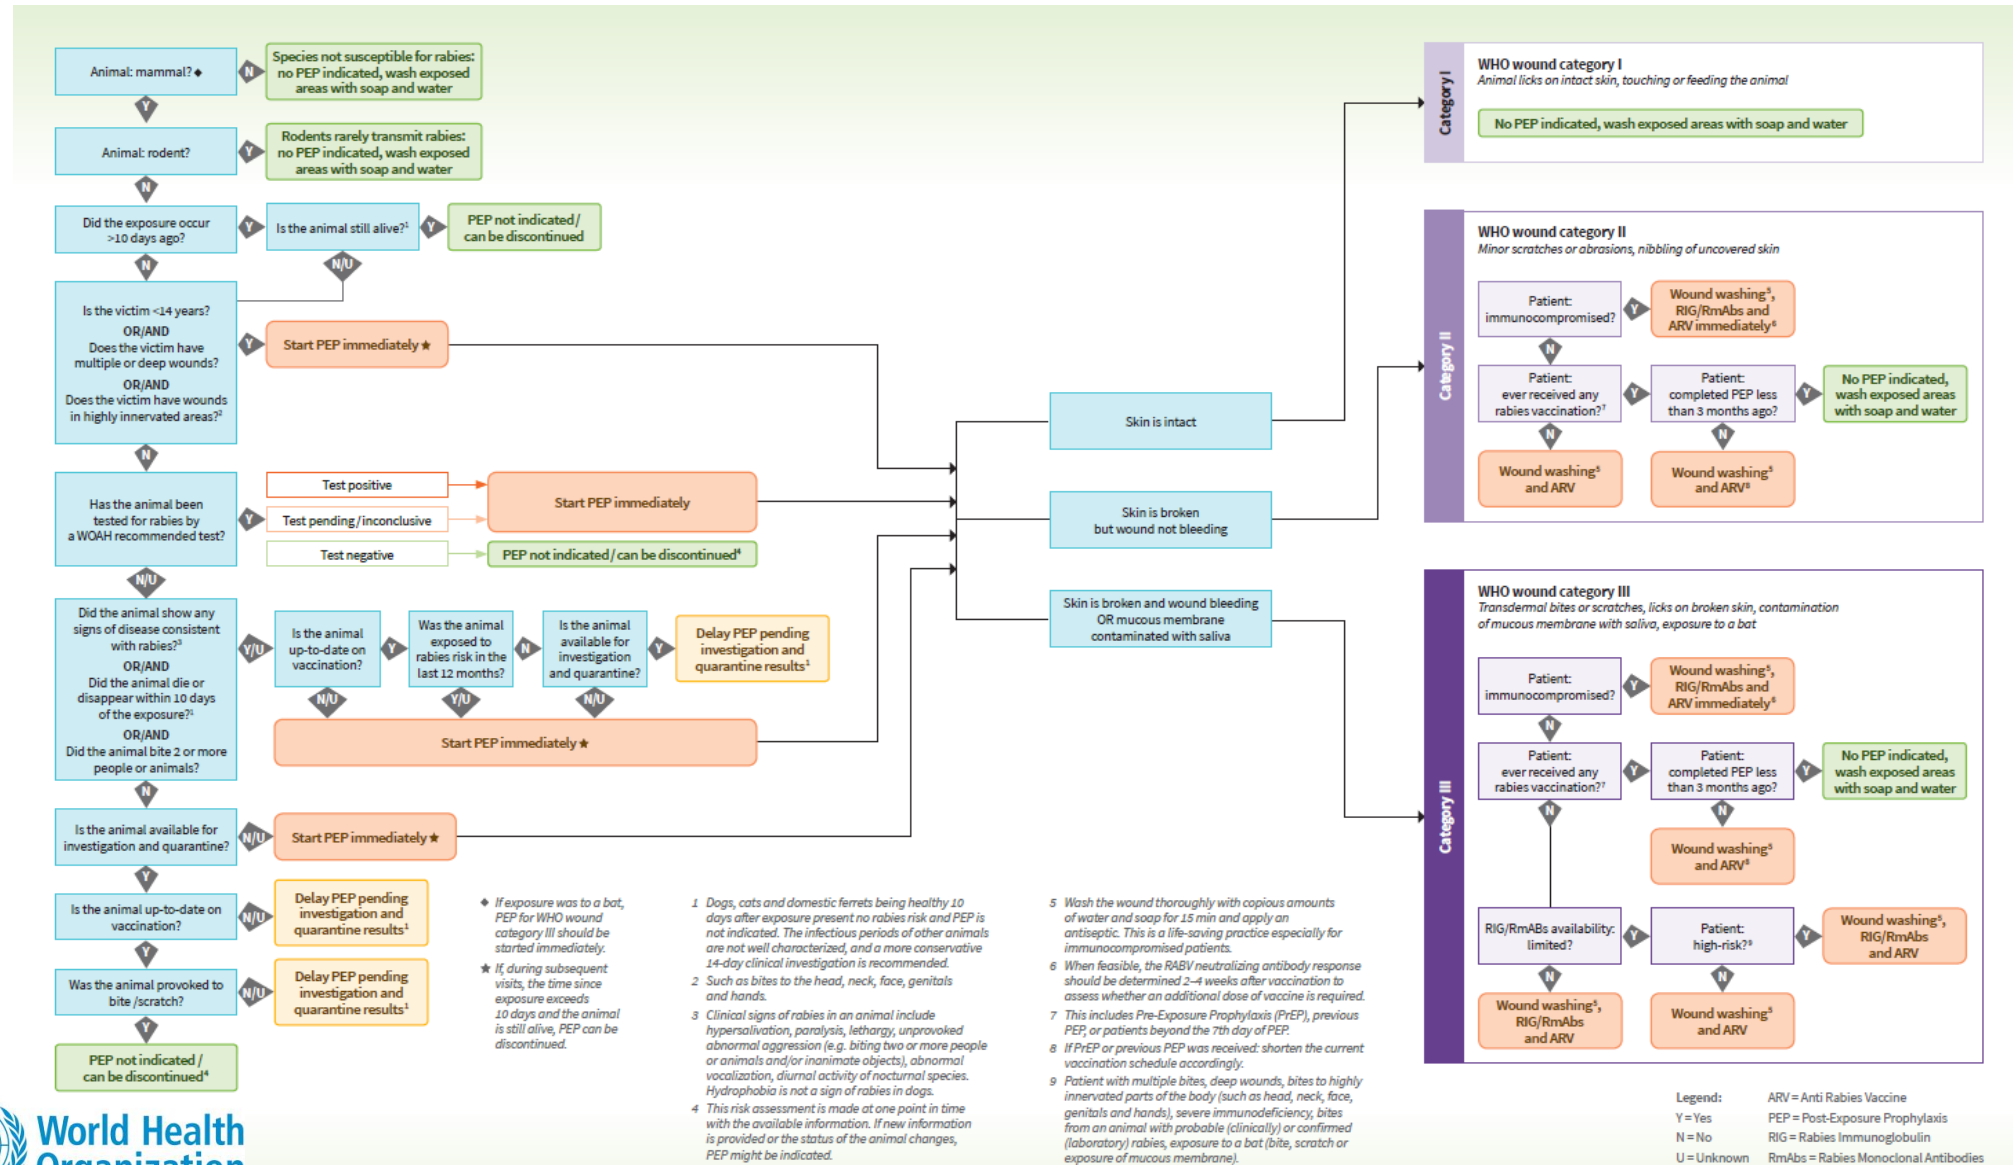 Animal: mammal?◆
N
Species not susceptible for rabies:
no PEP indicated, wash exposed
areas with soap and water
Y
Animal: rodent?
Y
Rodents rarely transmit rabies:
no PEP indicated, wash exposed
areas with soap and water
N
Did the exposure occur
>10 days ago?
Y
Is the animal still alive?¹
Y
PEP not indicated/
can be discontinued
N
N/U
Is the victim <14 years?
OR/AND
Does the victim have
multiple or deep wounds?
OR/AND
Does the victim have wounds
in highly innervated areas?²
Y
Start PEP immediately ★
N
Has the animal been
tested for rabies by
a WOAH recommended test?
Y
Test positive
Test pending/inconclusive
Test negative
Start PEP immediately
PEP not indicated/can be discontinued⁴
N/U
Did the animal show any
signs of disease consistent
with rabies?³
OR/AND
Did the animal die or
disappear within 10 days
of the exposure?¹
OR/AND
Did the animal bite 2 or more
people or animals?
Y/U
Is the animal
up-to-date on
vaccination?
Y
Was the animal
exposed to
rabies risk in the
last 12 months?
N
Is the animal
available for
investigation
and quarantine?
Y
Delay PEP pending
investigation and
quarantine results¹
N/U
Y/U
N/U
Start PEP immediately ★
N
Is the animal available for
investigation and quarantine?
N/U
Start PEP immediately ★
Y
Is the animal up-to-date on
vaccination?
N/U
Delay PEP pending
investigation and
quarantine results¹
Y
Was the animal provoked to
bite /scratch?
N/U
Delay PEP pending
investigation and
quarantine results¹
Y
PEP not indicated /
can be discontinued⁴
World Health
Organization
◆ If exposure was to a bat,
PEP for WHO wound
category III should be
started immediately.
★ If, during subsequent
visits, the time since
exposure exceeds
10 days and the animal
is still alive, PEP can be
discontinued.
1 Dogs, cats and domestic ferrets being healthy 10
days after exposure present no rabies risk and PEP is
not indicated. The infectious periods of other animals
are not well characterized, and a more conservative
14-day clinical investigation is recommended.
2 Such as bites to the head, neck, face, genitals
and hands.
3 Clinical signs of rabies in an animal include
hypersalivation, paralysis, lethargy, unprovoked
abnormal aggression (e.g. biting two or more people
or animals and/or inanimate objects), abnormal
vocalization, diurnal activity of nocturnal species.
Hydrophobia is not a sign of rabies in dogs.
4 This risk assessment is made at one point in time
with the available information. If new information
is provided or the status of the animal changes,
PEP might be indicated.
Skin is intact
Skin is broken
but wound not bleeding
Skin is broken and wound bleeding
OR mucous membrane
contaminated with saliva
5 Wash the wound thoroughly with copious amounts
of water and soap for 15 min and apply an
antiseptic. This is a life-saving practice especially for
immunocompromised patients.
6 When feasible, the RABV neutralizing antibody response
should be determined 2–4 weeks after vaccination to
assess whether an additional dose of vaccine is required.
7 This includes Pre-Exposure Prophylaxis (PrEP), previous
PEP, or patients beyond the 7th day of PEP.
8 If PrEP or previous PEP was received: shorten the current
vaccination schedule accordingly.
9 Patient with multiple bites, deep wounds, bites to highly
innervated parts of the body (such as head, neck, face,
genitals and hands), severe immunodeficiency, bites
from an animal with probable (clinically) or confirmed
(laboratory) rabies, exposure to a bat (bite, scratch or
exposure of mucous membrane).
Category I
WHO wound category I
Animal licks on intact skin, touching or feeding the animal
No PEP indicated, wash exposed areas with soap and water
Category II
WHO wound category II
Minor scratches or abrasions, nibbling of uncovered skin
Patient:
immunocompromised?
Y
Wound washing⁵,
RIG/RmAbs and
ARV immediately⁶
N
Patient:
ever received any
rabies vaccination?⁷
Y
Patient:
completed PEP less
than 3 months ago?
Y
No PEP indicated,
wash exposed areas
with soap and water
N
N
Wound washing⁵
and ARV
Wound washing⁵
and ARV⁸
Category III
WHO wound category III
Transdermal bites or scratches, licks on broken skin, contamination
of mucous membrane with saliva, exposure to a bat
Patient:
immunocompromised?
Y
Wound washing⁵,
RIG/RmAbs and
ARV immediately⁶
N
Patient:
ever received any
rabies vaccination?⁷
Y
Patient:
completed PEP less
than 3 months ago?
Y
No PEP indicated,
wash exposed areas
with soap and water
N
N
Wound washing⁵
and ARV⁸
RIG/RmABs availability:
limited?
Y
Patient:
high-risk?⁹
Y
Wound washing⁵,
RIG/RmAbs
and ARV
N
N
Wound washing⁵,
RIG/RmAbs
and ARV
Wound washing⁵
and ARV
Legend:
Y = Yes
N = No
U = Unknown
ARV = Anti Rabies Vaccine
PEP = Post-Exposure Prophylaxis
RIG = Rabies Immunoglobulin
RmAbs = Rabies Monoclonal Antibodies